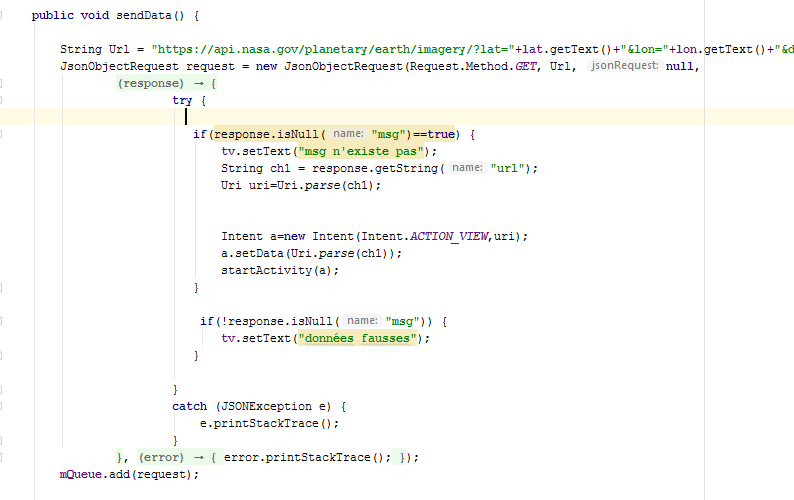 public void sendData() {
String Url = "https://api.nasa.gov/planetary/earth/imagery/?lat="+lat.getText()+"&lon="+lon.getText()+"&d
JsonObjectRequest request = new JsonObjectRequest(Request.Method.GET, Url, jsonRequest: null,
(response) → {
try {
if(response.isNull( name: "msg")==true) {
tv.setText("msg n'existe pas");
String ch1 = response.getString( name: "url");
Uri uri=Uri.parse(ch1);
Intent a=new Intent(Intent.ACTION_VIEW,uri);
a.setData(Uri.parse(ch1));
startActivity(a);
}
if(!response.isNull( name: "msg")) {
tv.setText("données fausses");
}
}
catch (JSONException e) {
e.printStackTrace();
}
}, (error) → { error.printStackTrace(); });
mQueue.add(request);